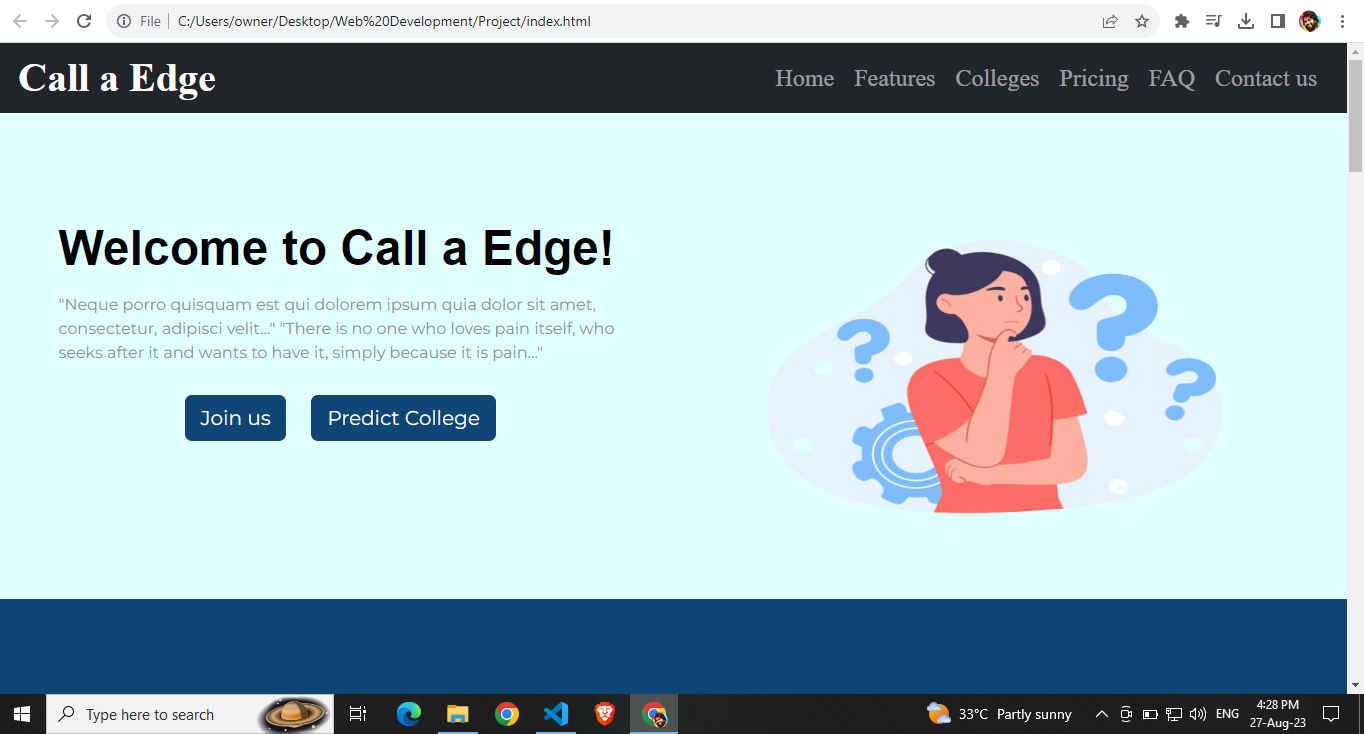 File
C:/Users/owner/Desktop/Web%20Development/Project/index.html
Call a Edge
Home Features Colleges Pricing FAQ Contact us
Welcome to Call a Edge!
"Neque porro quisquam est qui dolorem ipsum quia dolor sit amet,
consectetur, adipisci velit..." "There is no one who loves pain itself, who
seeks after it and wants to have it, simply because it is pain..."
Join us Predict College
Type here to search
33°C Partly sunny
ENG
4:28 PM
27-Aug-23